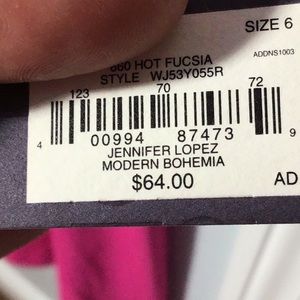 SIZE 6
ADDNS1003
660 HOT FUCSIA
STYLE WJ53Y055R
123 70 72
4 00994 87473 9
JENNIFER LOPEZ
MODERN BOHEMIA
$64.00
AD